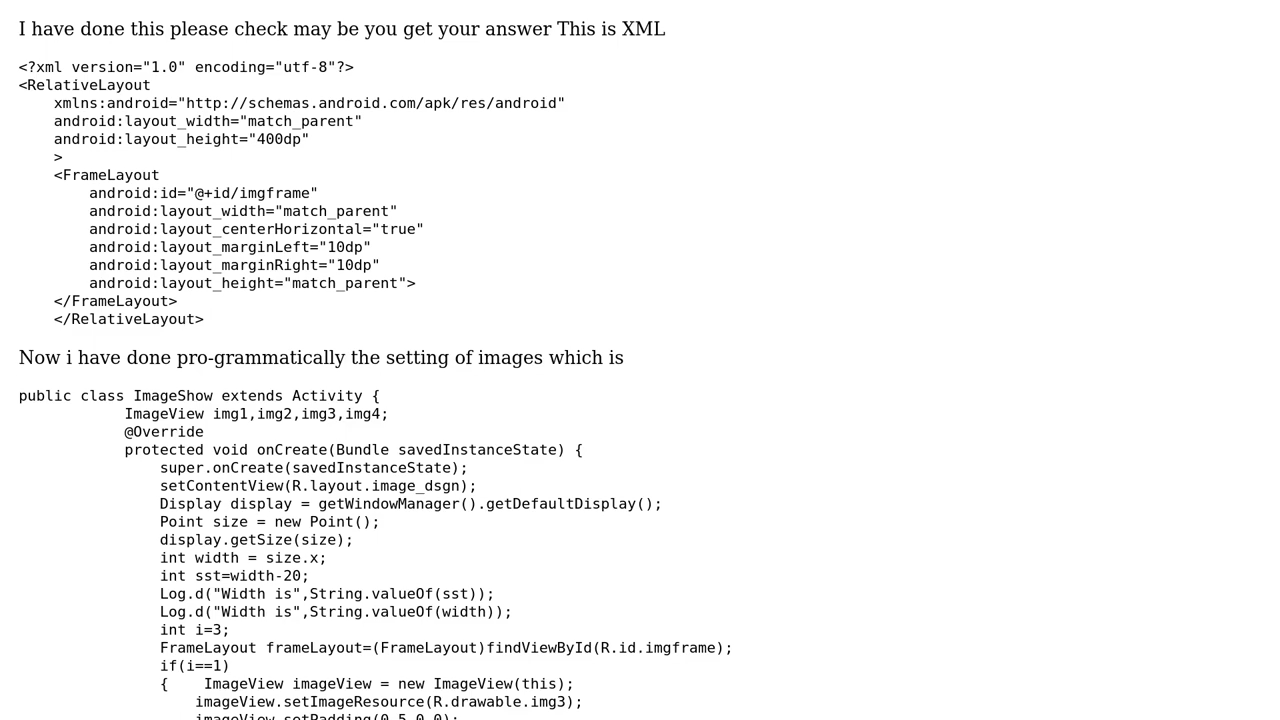 I have done this please check may be you get your answer This is XML
<?xml version="1.0" encoding="utf-8"?>
<RelativeLayout
    xmlns:android="http://schemas.android.com/apk/res/android"
    android:layout_width="match_parent"
    android:layout_height="400dp"
    >
    <FrameLayout
        android:id="@+id/imgframe"
        android:layout_width="match_parent"
        android:layout_centerHorizontal="true"
        android:layout_marginLeft="10dp"
        android:layout_marginRight="10dp"
        android:layout_height="match_parent">
    </FrameLayout>
    </RelativeLayout>
Now i have done pro-grammatically the setting of images which is
public class ImageShow extends Activity {
            ImageView img1,img2,img3,img4;
            @Override
            protected void onCreate(Bundle savedInstanceState) {
                super.onCreate(savedInstanceState);
                setContentView(R.layout.image_dsgn);
                Display display = getWindowManager().getDefaultDisplay();
                Point size = new Point();
                display.getSize(size);
                int width = size.x;
                int sst=width-20;
                Log.d("Width is",String.valueOf(sst));
                Log.d("Width is",String.valueOf(width));
                int i=3;
                FrameLayout frameLayout=(FrameLayout)findViewById(R.id.imgframe);
                if(i==1)
                {    ImageView imageView = new ImageView(this);
                    imageView.setImageResource(R.drawable.img3);
                    imageView.setPadding(0,5,0,0);